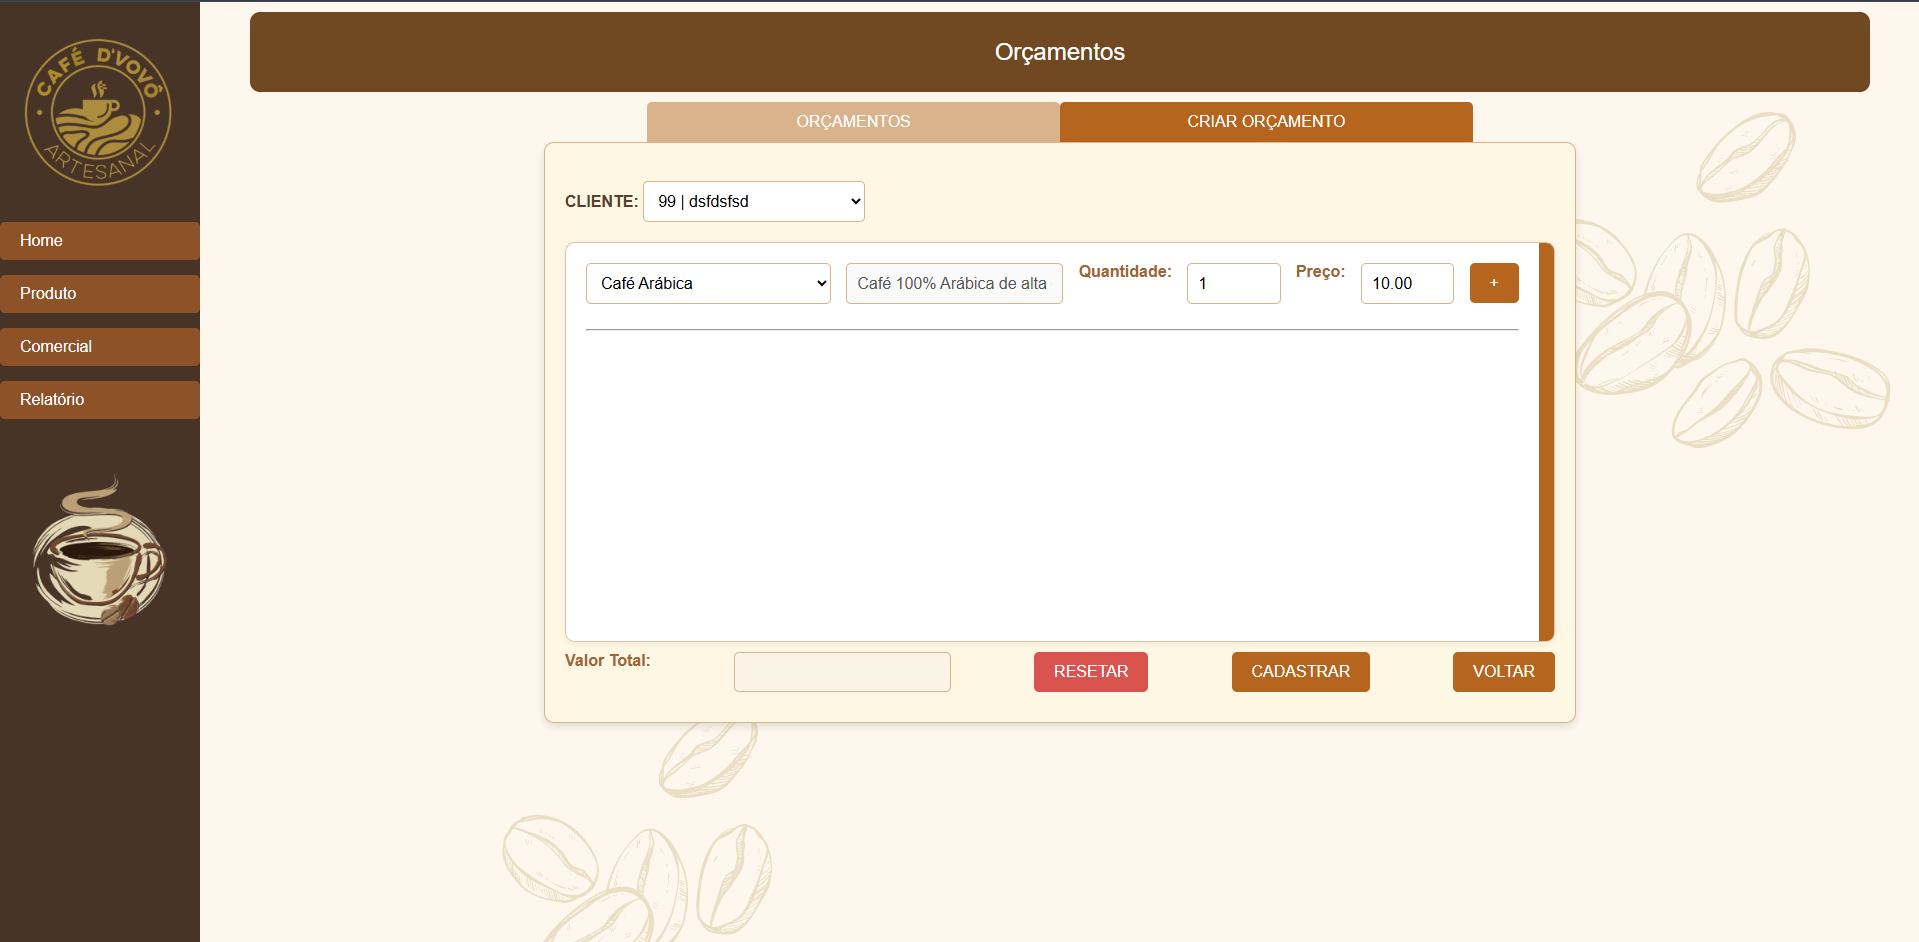 CAFÉ D'VOVÔ
ARTESANAL
Home
Produto
Comercial
Relatório
Orçamentos
ORÇAMENTOS CRIAR ORÇAMENTO
CLIENTE: 99 | dsfdsfsd
Café Arábica Café 100% Arábica de alta Quantidade: 1 Preço: 10.00 +
Valor Total: RESETAR CADASTRAR VOLTAR